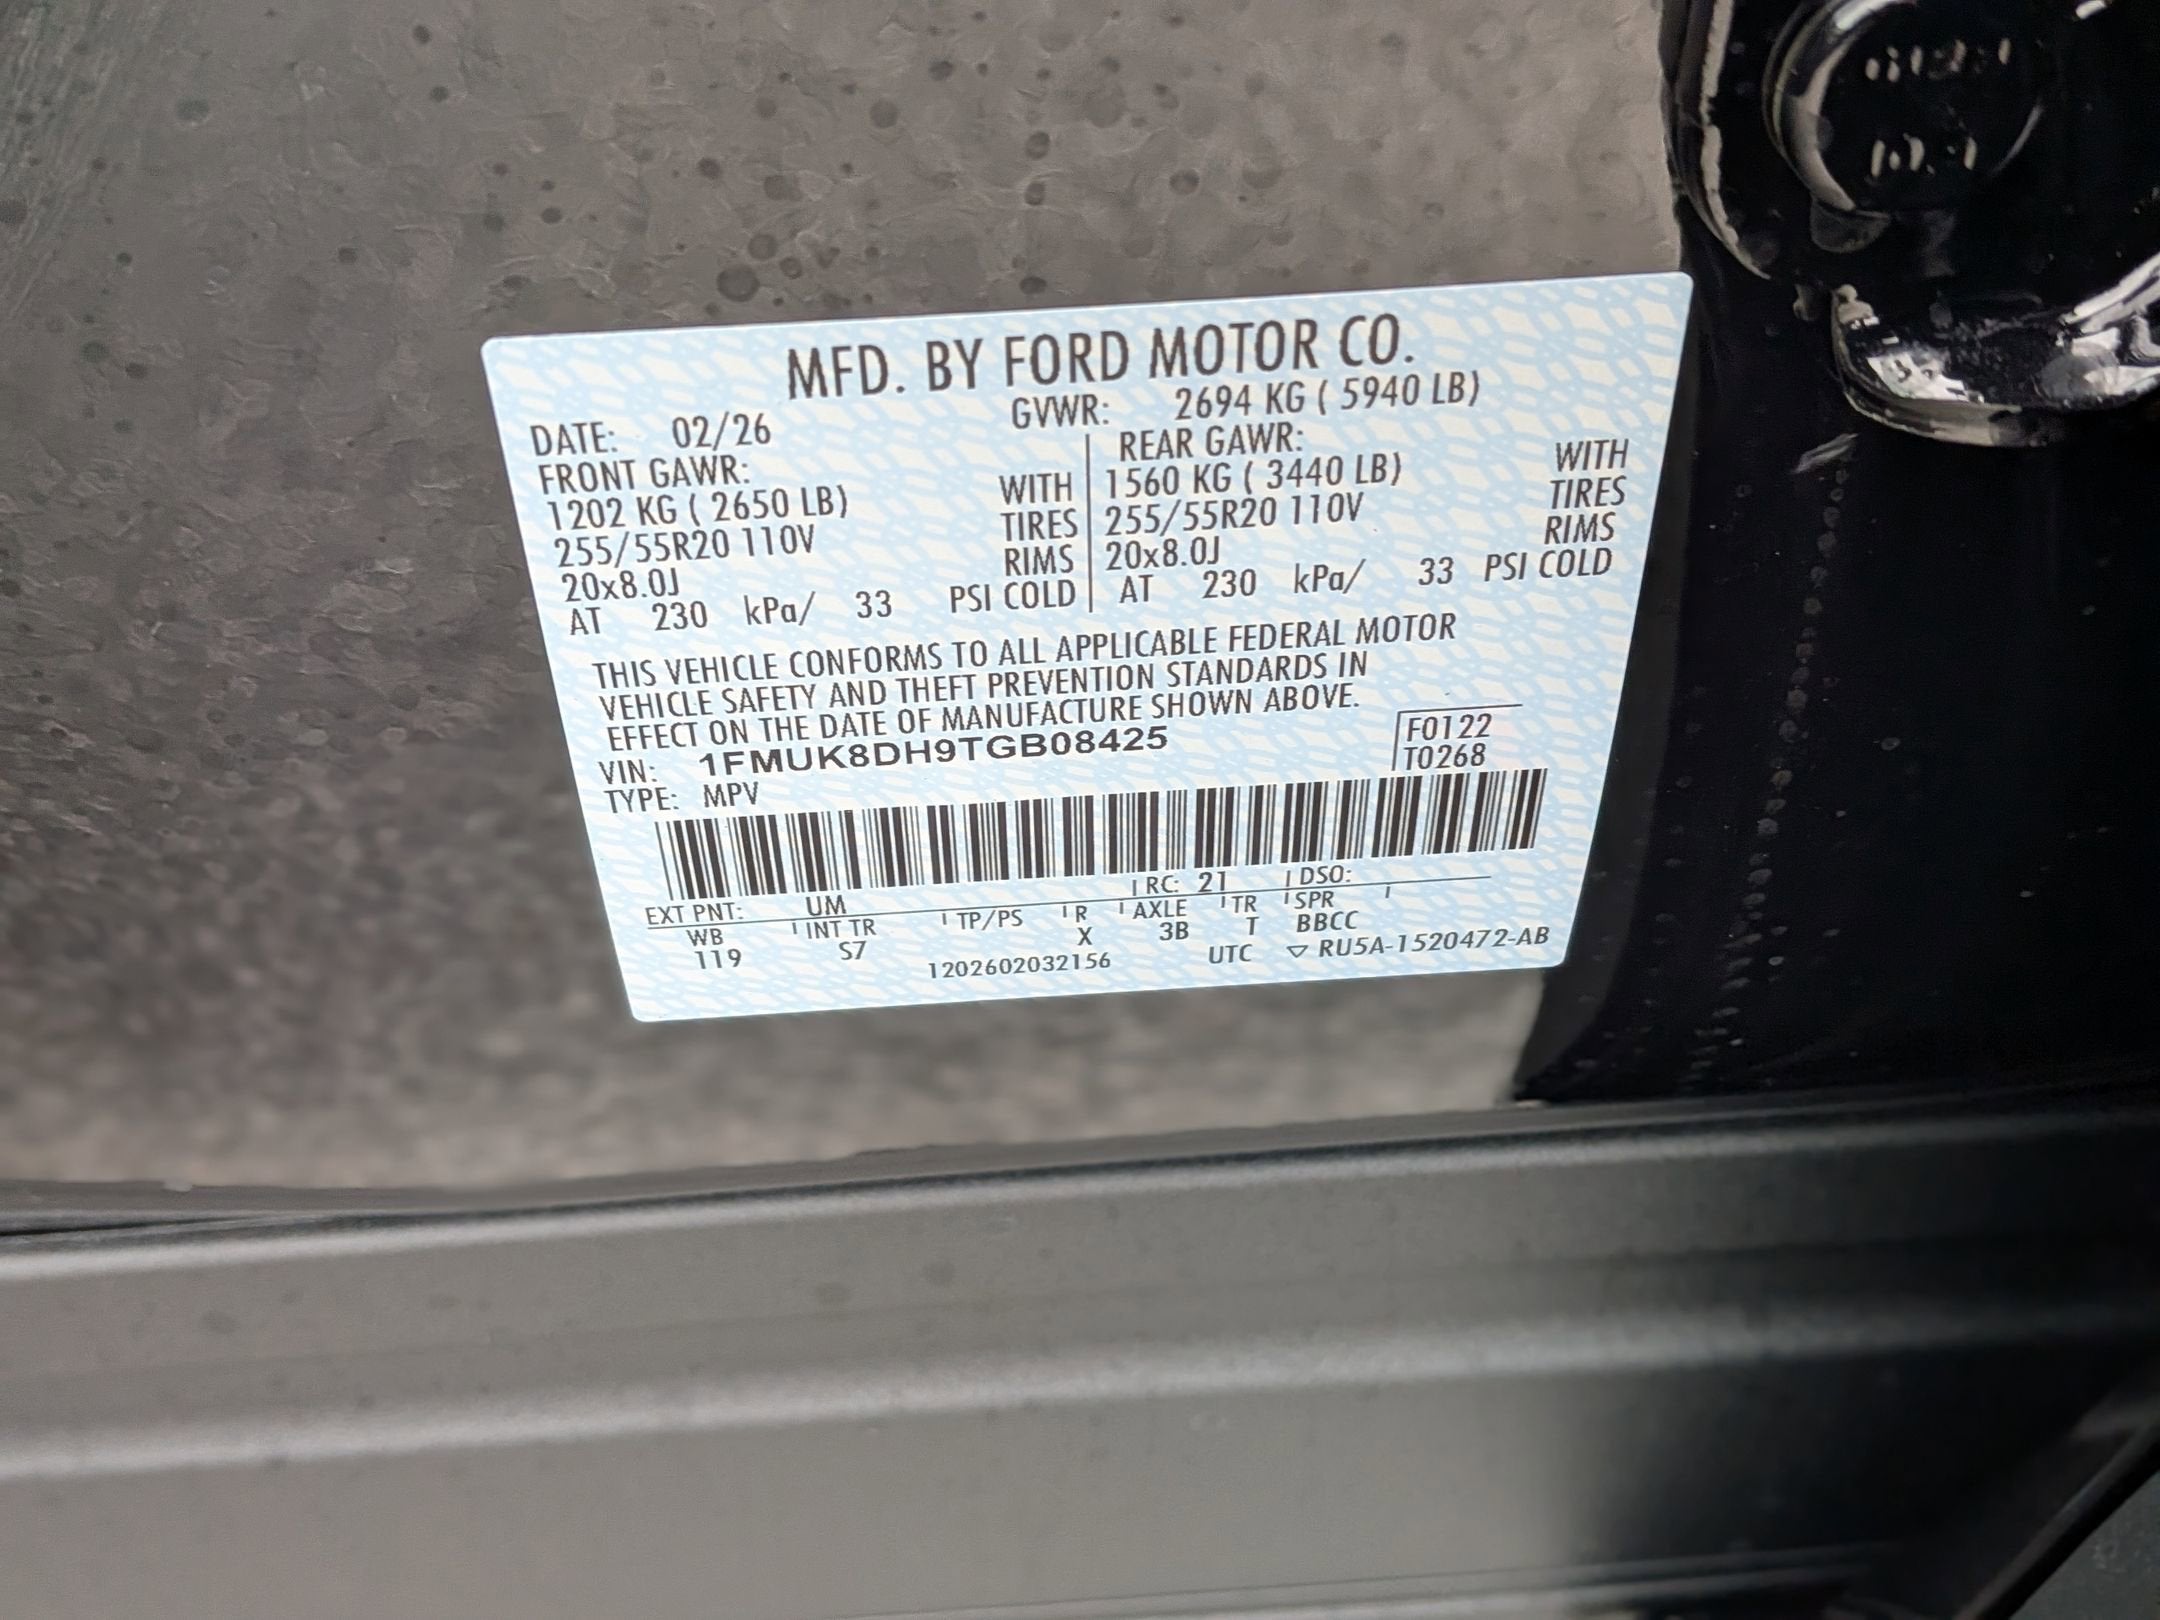 MFD. BY FORD MOTOR CO.
DATE: 02/26 GVWR: 2694 KG ( 5940 LB)
FRONT GAWR: REAR GAWR:
1202 KG ( 2650 LB) WITH 1560 KG ( 3440 LB) WITH
255/55R20 110V TIRES 255/55R20 110V TIRES
20x8.0J RIMS 20x8.0J RIMS
AT 230 kPa/ 33 PSI COLD AT 230 kPa/ 33 PSI COLD
THIS VEHICLE CONFORMS TO ALL APPLICABLE FEDERAL MOTOR
VEHICLE SAFETY AND THEFT PREVENTION STANDARDS IN
EFFECT ON THE DATE OF MANUFACTURE SHOWN ABOVE.
VIN: 1FMUK8DH9TGB08425 F0122
TYPE: MPV T0268
EXT PNT: UM RC: 21 DSO:
WB INT TR TP/PS R AXLE TR SPR
119 S7 X 3B T BBCC
1202602032156 UTC ▽ RU5A-1520472-AB